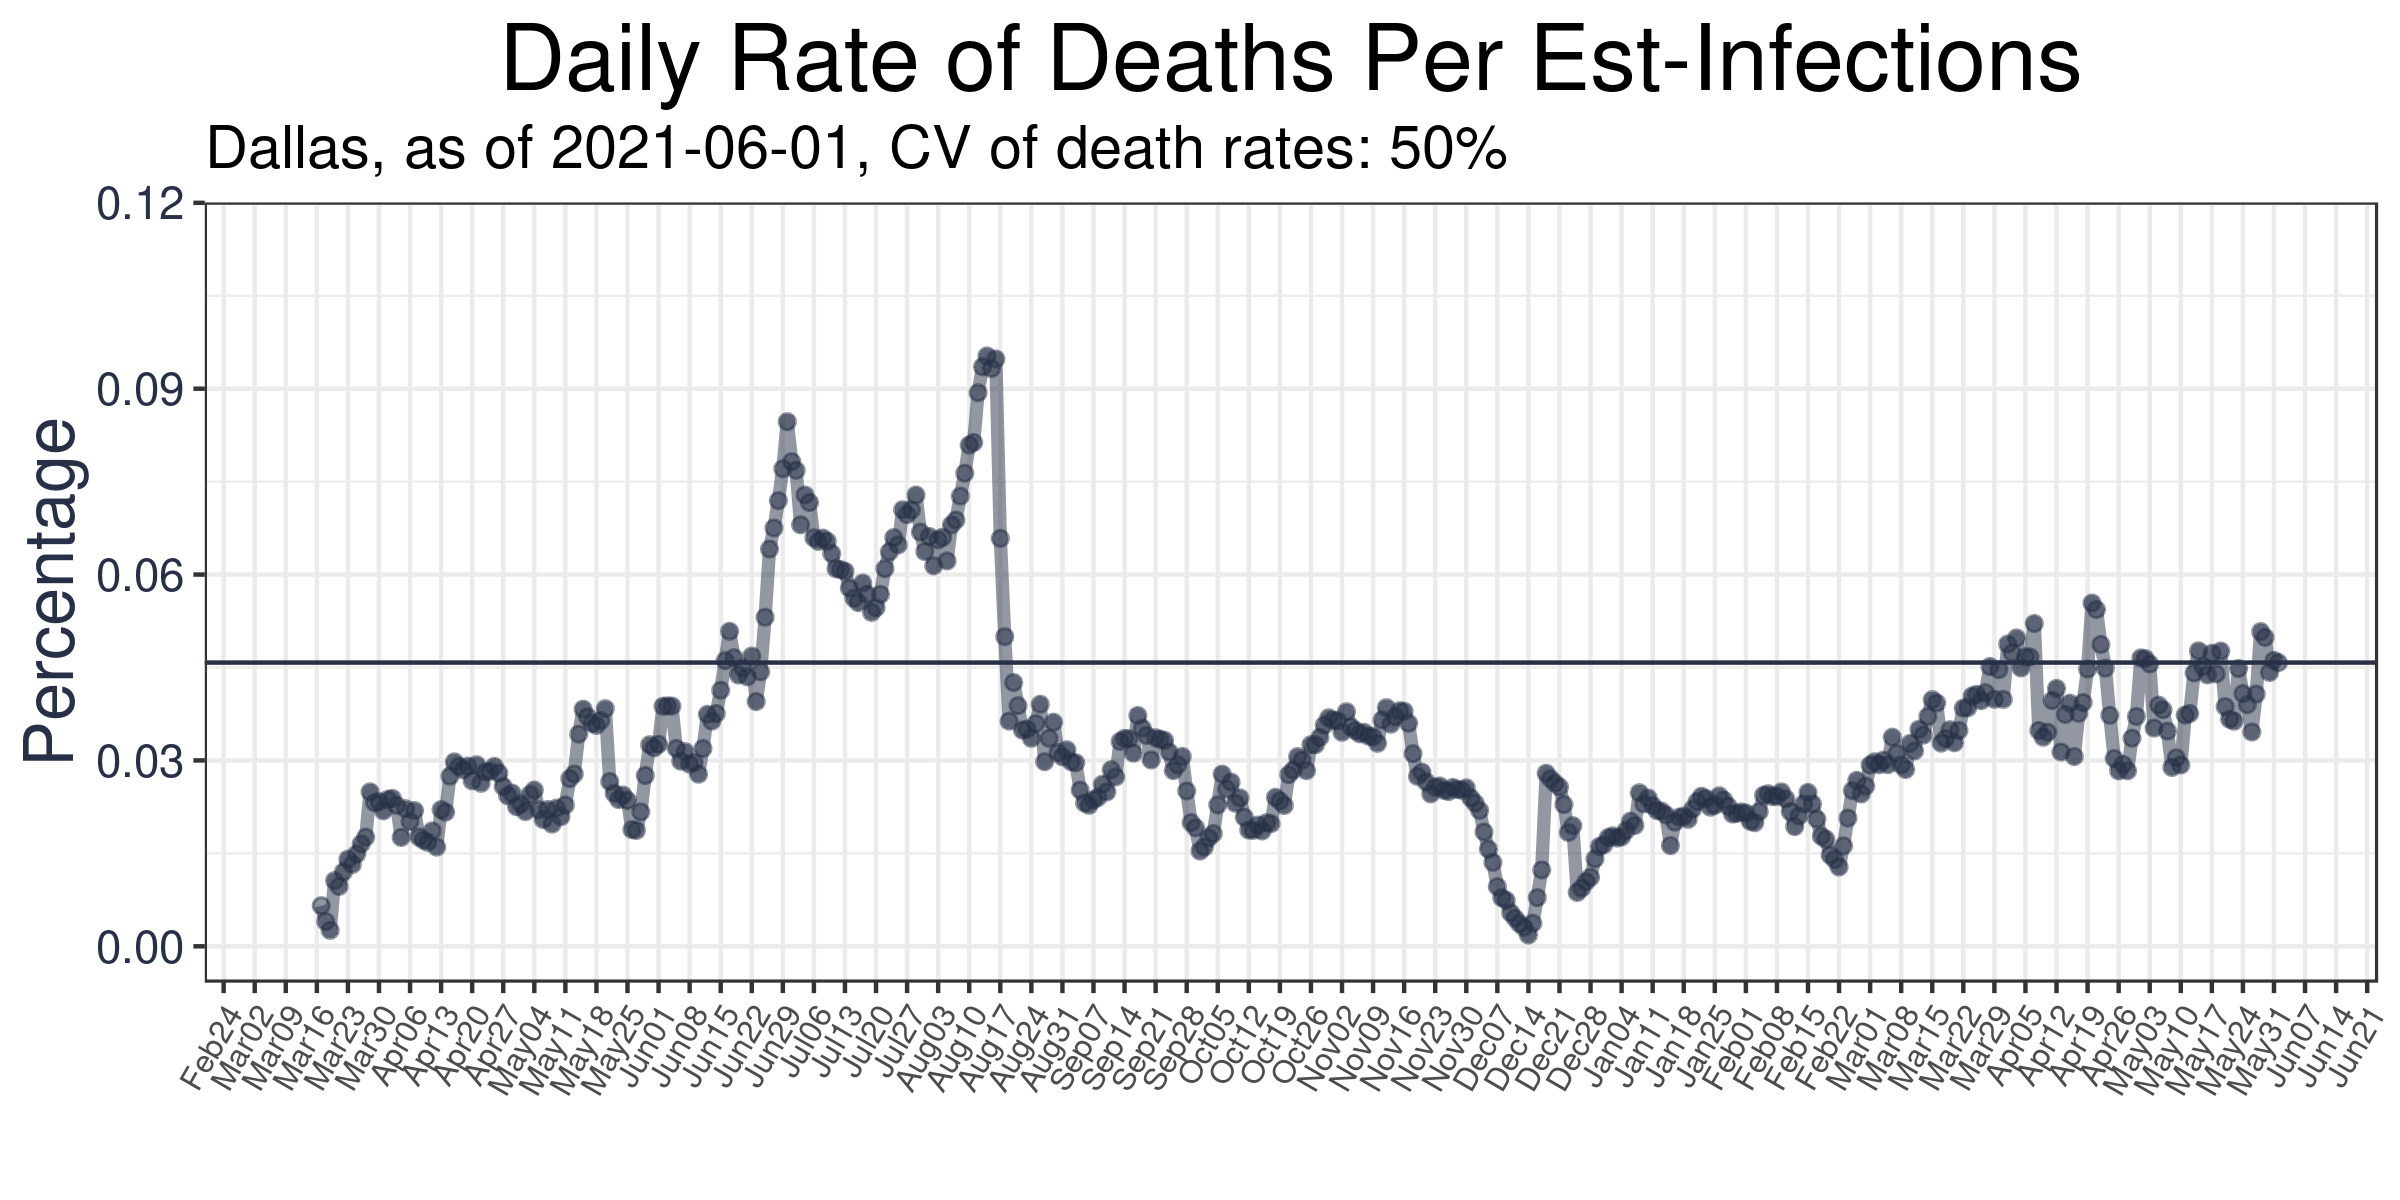 Daily Rate of Deaths Per Est-Infections
Dallas, as of 2021-06-01, CV of death rates: 50%
Percentage
0.12
0.09
0.06
0.03
0.00
Feb24
Mar02
Mar09
Mar16
Mar23
Mar30
Apr06
Apr13
Apr20
Apr27
May04
May11
May18
May25
Jun01
Jun08
Jun15
Jun22
Jun29
Jul06
Jul13
Jul20
Jul27
Aug03
Aug10
Aug17
Aug24
Aug31
Sep07
Sep14
Sep21
Sep28
Oct05
Oct12
Oct19
Oct26
Nov02
Nov09
Nov16
Nov23
Nov30
Dec07
Dec14
Dec21
Dec28
Jan04
Jan11
Jan18
Jan25
Feb01
Feb08
Feb15
Feb22
Mar01
Mar08
Mar15
Mar22
Mar29
Apr05
Apr12
Apr19
Apr26
May03
May10
May17
May24
May31
Jun07
Jun14
Jun21